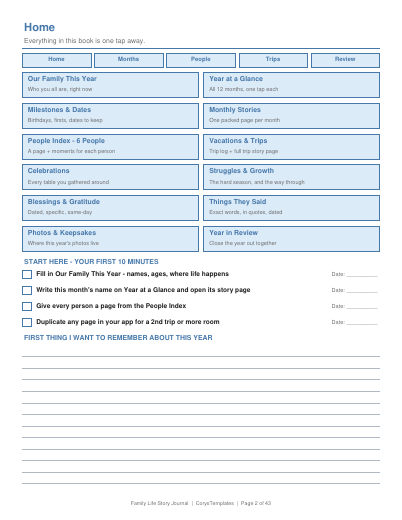 Home
Everything in this book is one tap away.
Home Months People Trips Review
Our Family This Year Year at a Glance
Who you all are, right now All 12 months, one tap each
Milestones & Dates Monthly Stories
Birthdays, firsts, dates to keep One packed page per month
People Index - 6 People Vacations & Trips
A page + moments for each person Trip log + full trip story page
Celebrations Struggles & Growth
Every table you gathered around The hard season, and the way through
Blessings & Gratitude Things They Said
Dated, specific, same-day Exact words, in quotes, dated
Photos & Keepsakes Year in Review
Where this year's photos live Close the year out together
START HERE - YOUR FIRST 10 MINUTES
Fill in Our Family This Year - names, ages, where life happens Date: _________
Write this month's name on Year at a Glance and open its story page Date: _________
Give every person a page from the People Index Date: _________
Duplicate any page in your app for a 2nd trip or more room Date: _________
FIRST THING I WANT TO REMEMBER ABOUT THIS YEAR
Family Life Story Journal | CorysTemplates | Page 2 of 43